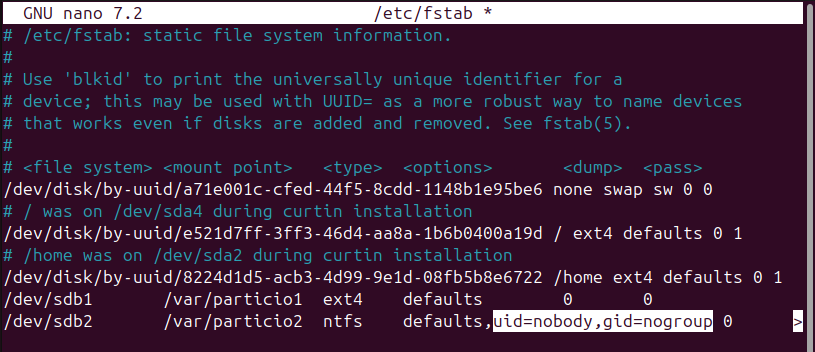 GNU nano 7.2 /etc/fstab *
# /etc/fstab: static file system information.
#
# Use 'blkid' to print the universally unique identifier for a
# device; this may be used with UUID= as a more robust way to name devices
# that works even if disks are added and removed. See fstab(5).
#
# <file system> <mount point>   <type>  <options>       <dump>  <pass>
/dev/disk/by-uuid/a71e001c-cfed-44f5-8cdd-1148b1e95be6 none swap sw 0 0
# / was on /dev/sda4 during curtin installation
/dev/disk/by-uuid/e521d7ff-3ff3-46d4-aa8a-1b6b0400a19d / ext4 defaults 0 1
# /home was on /dev/sda2 during curtin installation
/dev/disk/by-uuid/8224d1d5-acb3-4d99-9e1d-08fb5b8e6722 /home ext4 defaults 0 1
/dev/sdb1       /var/particio1  ext4    defaults        0       0
/dev/sdb2       /var/particio2  ntfs    defaults,uid=nobody,gid=nogroup 0       >